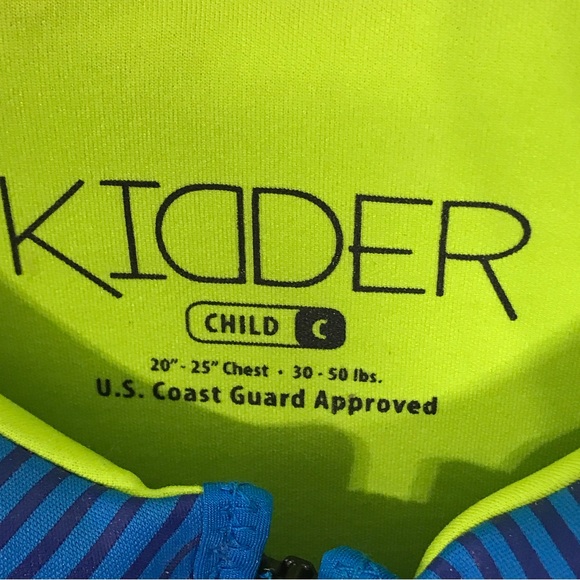 KIDDER
CHILD C
20" - 25" Chest • 30 - 50 lbs.
U.S. Coast Guard Approved